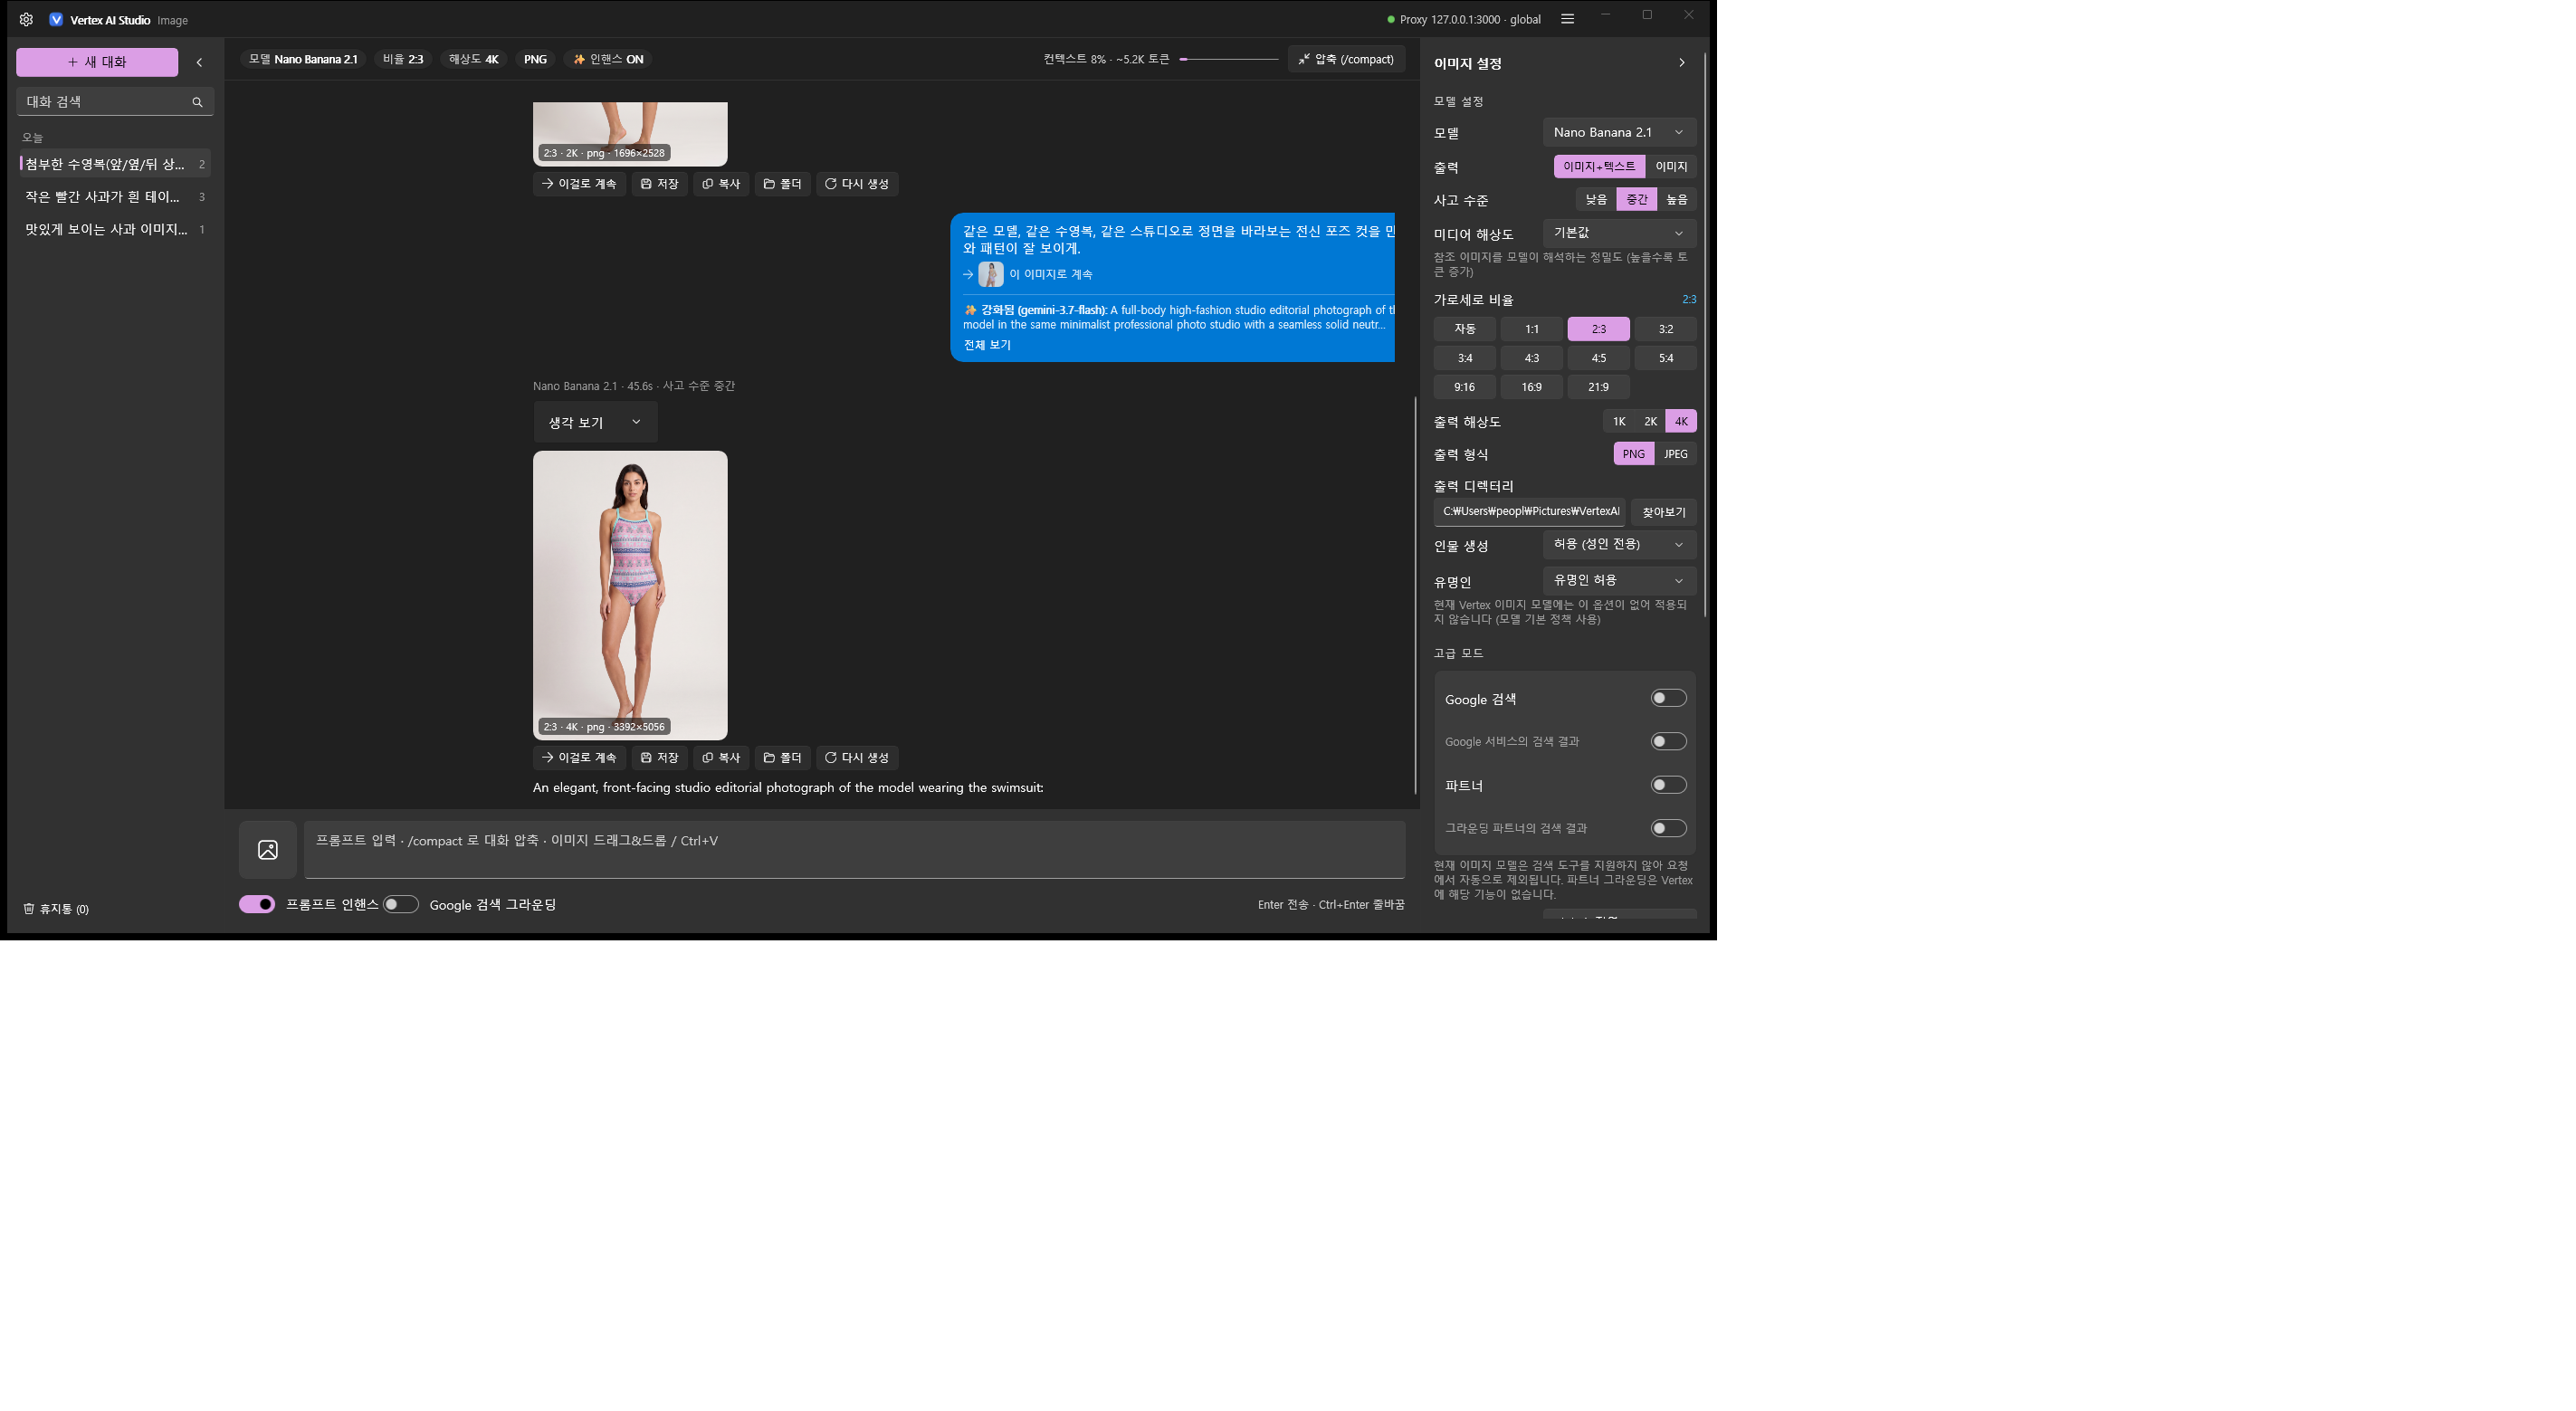 Vertex AI Studio Image
Proxy 127.0.0.1:3000 · global
새 대화
대화 검색
오늘
첨부한 수영복(앞/옆/뒤 상... 2
작은 빨간 사과가 흰 테이... 3
맛있게 보이는 사과 이미지... 1
휴지통 (0)
모델 Nano Banana 2.1
비율 2:3
해상도 4K
PNG
인핸스 ON
컨텍스트 8% · ~5.2K 토큰
압축 (/compact)
2:3 · 2K · png · 1696×2528
이걸로 계속
저장
복사
폴더
다시 생성
같은 모델, 같은 수영복, 같은 스튜디오로 정면을 바라보는 전신 포즈 컷을
와 패턴이 잘 보이게.
이 이미지로 계속
강화됨 (gemini-3.7-flash): A full-body high-fashion studio editorial photograph of
model in the same minimalist professional photo studio with a seamless solid neutr...
전체 보기
Nano Banana 2.1 · 45.6s · 사고 수준 중간
생각 보기
2:3 · 4K · png · 3392×5056
이걸로 계속
저장
복사
폴더
다시 생성
An elegant, front-facing studio editorial photograph of the model wearing the swimsuit:
프롬프트 입력 · /compact 로 대화 압축 · 이미지 드래그&드롭 / Ctrl+V
프롬프트 인핸스
Google 검색 그라운딩
Enter 전송 · Ctrl+Enter 줄바꿈
이미지 설정
모델 설정
모델 Nano Banana 2.1
출력 이미지+텍스트 이미지
사고 수준 낮음 중간 높음
미디어 해상도 기본값
참조 이미지를 모델이 해석하는 정밀도 (높을수록 토
큰 증가)
가로세로 비율 2:3
자동 1:1 2:3 3:2
3:4 4:3 4:5 5:4
9:16 16:9 21:9
출력 해상도 1K 2K 4K
출력 형식 PNG JPEG
출력 디렉터리
C:₩Users₩peopl₩Pictures₩VertexAI 찾아보기
인물 생성 허용 (성인 전용)
유명인 유명인 허용
현재 Vertex 이미지 모델에는 이 옵션이 없어 적용되
지 않습니다 (모델 기본 정책 사용)
고급 모드
Google 검색
Google 서비스의 검색 결과
파트너
그라운딩 파트너의 검색 결과
현재 이미지 모델은 검색 도구를 지원하지 않아 요청
에서 자동으로 제외됩니다. 파트너 그라운딩은 Vertex
에 해당 기능이 없습니다.